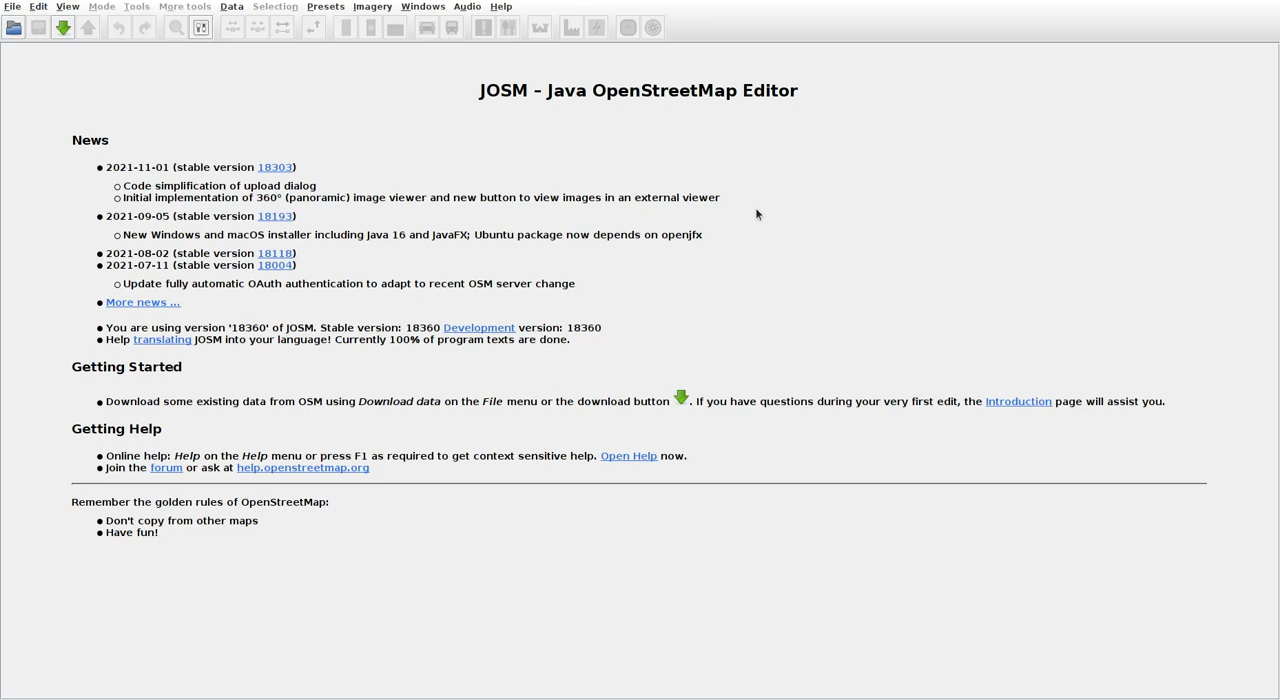 File Edit View Mode Tools More tools Data Selection Presets Imagery Windows Audio Help
JOSM – Java OpenStreetMap Editor
News
2021-11-01 (stable version 18303)
Code simplification of upload dialog
Initial implementation of 360° (panoramic) image viewer and new button to view images in an external viewer
2021-09-05 (stable version 18193)
New Windows and macOS installer including Java 16 and JavaFX; Ubuntu package now depends on openjfx
2021-08-02 (stable version 18118)
2021-07-11 (stable version 18004)
Update fully automatic OAuth authentication to adapt to recent OSM server change
More news ...
You are using version '18360' of JOSM. Stable version: 18360 Development version: 18360
Help translating JOSM into your language! Currently 100% of program texts are done.
Getting Started
Download some existing data from OSM using Download data on the File menu or the download button . If you have questions during your very first edit, the Introduction page will assist you.
Getting Help
Online help: Help on the Help menu or press F1 as required to get context sensitive help. Open Help now.
Join the forum or ask at help.openstreetmap.org
Remember the golden rules of OpenStreetMap:
Don't copy from other maps
Have fun!